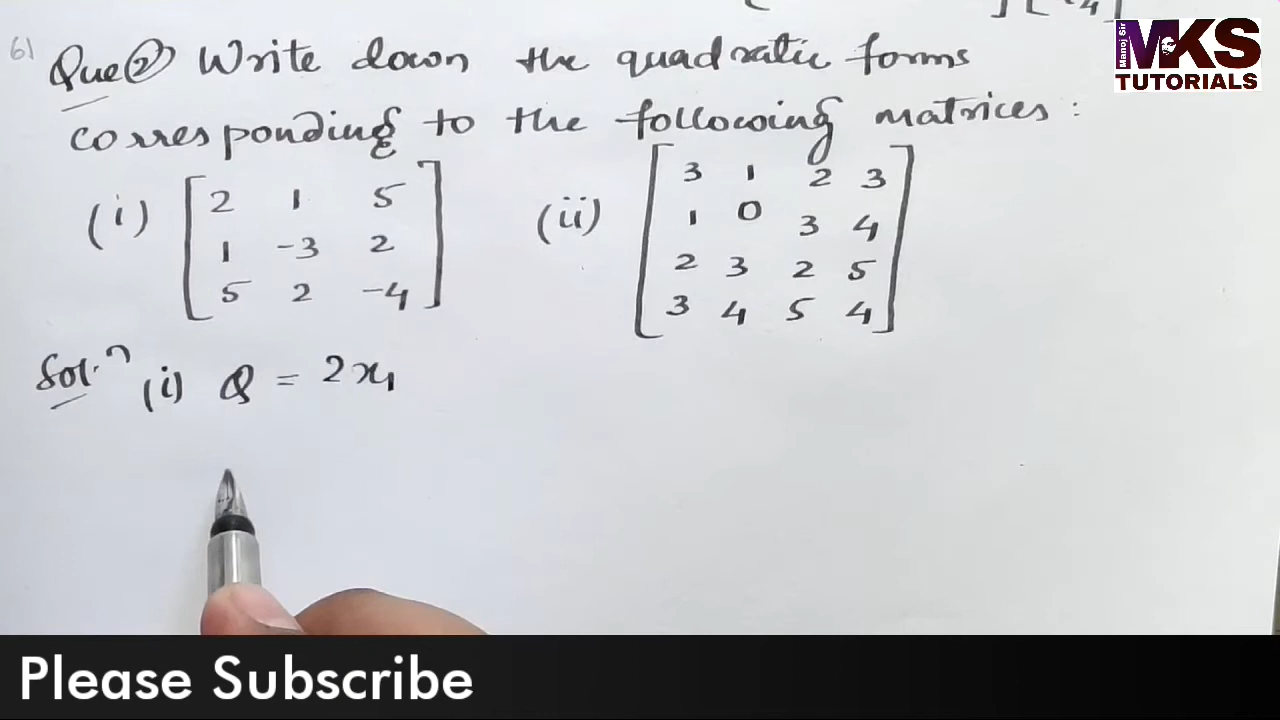 4]
6) Que② Write down the quadratic forms
corresponding to the following matrices:
(i) [2 1 5
1 -3 2
5 2 -4]
(ii) [3 1 2 3
1 0 3 4
2 3 2 5
3 4 5 4]
Sol.ⁿ (i) Q = 2x₁
Manoj Sir
MKS
TUTORIALS
Please Subscribe